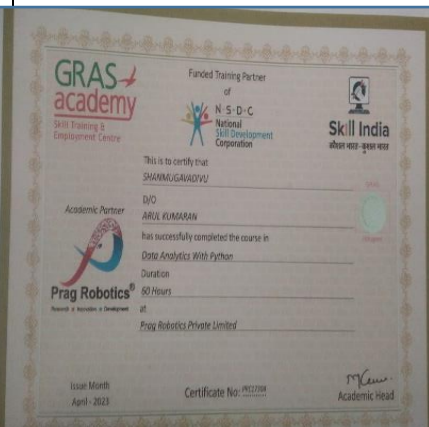 GRAS
academy
Skill Training &
Employment Centre
Funded Training Partner
of
N·S·D·C
National
Skill Development
Corporation
Skill India
कौशल भारत-कुशल भारत
This is to certify that
SHANMUGAVADIVU
D/O
ARUL KUMARAN
has successfully completed the course in
Data Analytics With Python
Duration
60 Hours
at
Prag Robotics Private Limited
Academic Partner
Prag Robotics®
Research • Innovation • Development
Issue Month
April - 2023
Certificate No:
Academic Head